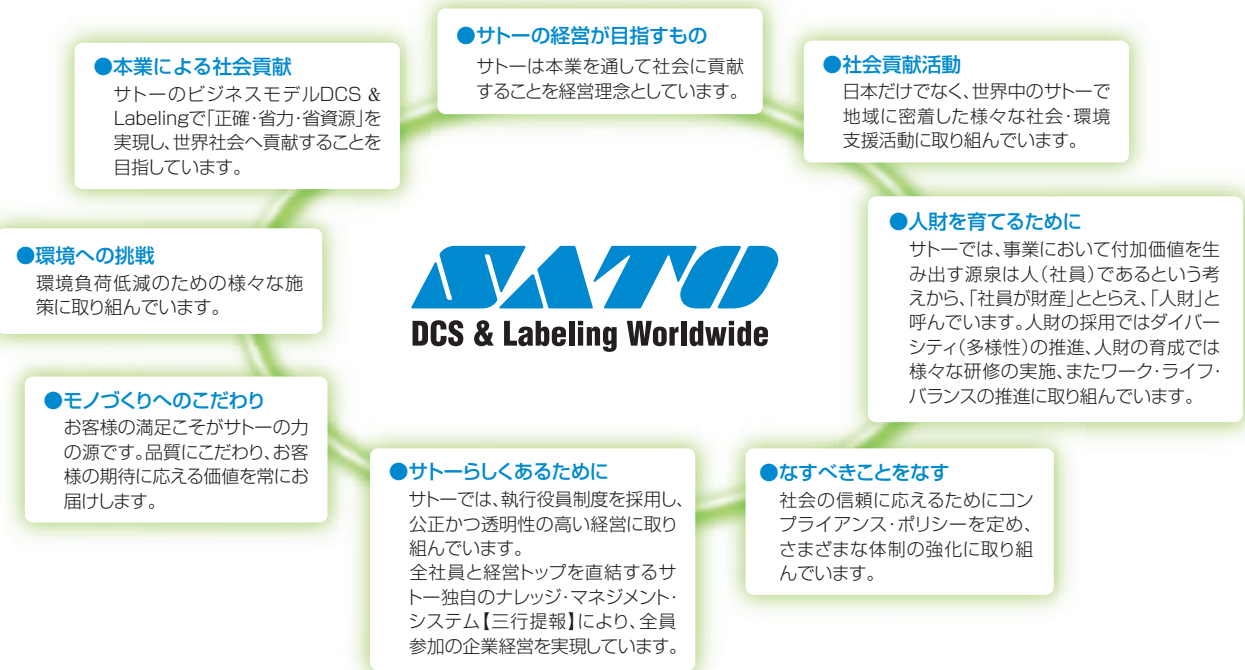 ●サトーの経営が目指すもの
サトーは本業を通して社会に貢献
することを経営理念としています。
●本業による社会貢献
サトーのビジネスモデルDCS &
Labelingで「正確・省力・省資源」を
実現し、世界社会へ貢献することを
目指しています。
●社会貢献活動
日本だけでなく、世界中のサトーで
地域に密着した様々な社会・環境
支援活動に取り組んでいます。
●環境への挑戦
環境負荷低減のための様々な施
策に取り組んでいます。
SATO
DCS & Labeling Worldwide
●人財を育てるために
サトーでは、事業において付加価値を生
み出す源泉は人(社員)であるという考
えから、「社員が財産」ととらえ、「人財」と
呼んでいます。人財の採用ではダイバー
シティ(多様性)の推進、人財の育成では
様々な研修の実施、またワーク・ライフ・
バランスの推進に取り組んでいます。
●モノづくりへのこだわり
お客様の満足こそがサトーの力
の源です。品質にこだわり、お客
様の期待に応える価値を常にお
届けします。
●サトーらしくあるために
サトーでは、執行役員制度を採用し、
公正かつ透明性の高い経営に取り
組んでいます。
全社員と経営トップを直結するサ
トー独自のナレッジ・マネジメント・
システム【三行提報】により、全員
参加の企業経営を実現しています。
●なすべきことをなす
社会の信頼に応えるためにコン
プライアンス・ポリシーを定め、
さまざまな体制の強化に取り組
んでいます。